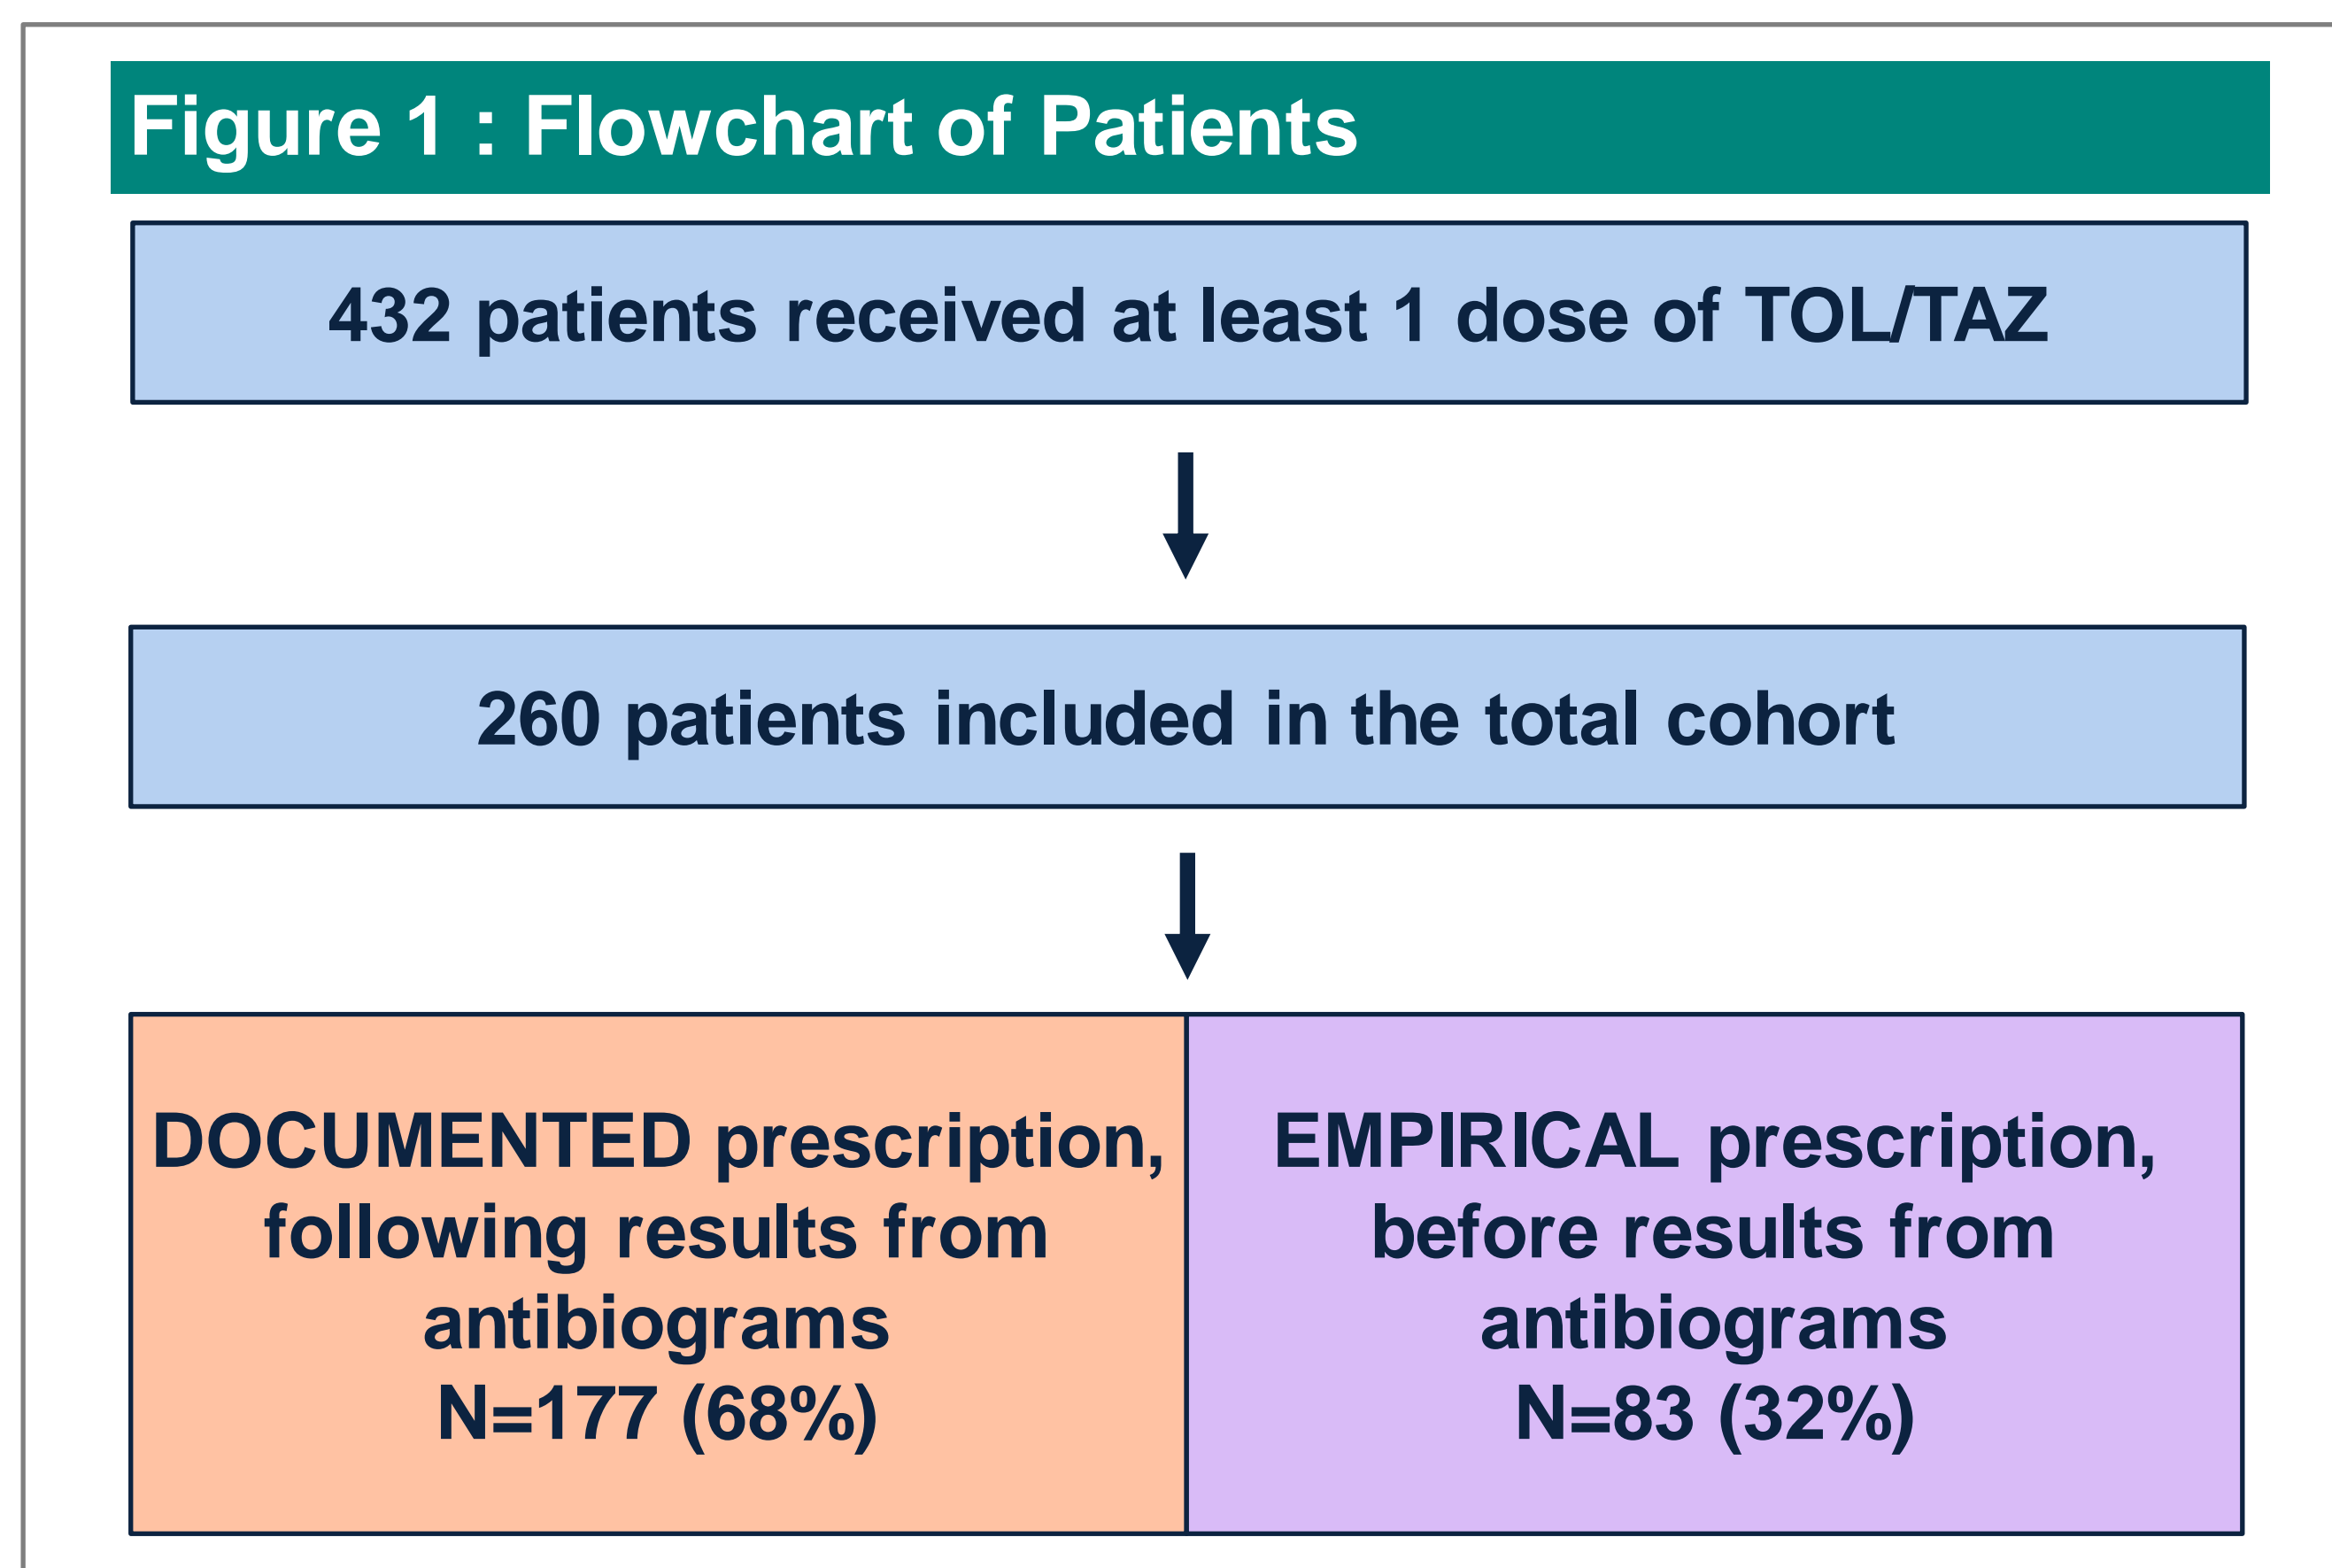 Figure 1 : Flowchart of Patients
432 patients received at least 1 dose of TOL/TAZ
260 patients included in the total cohort
DOCUMENTED prescription,
following results from
antibiograms
N=177 (68%)
EMPIRICAL prescription,
before results from
antibiograms
N=83 (32%)